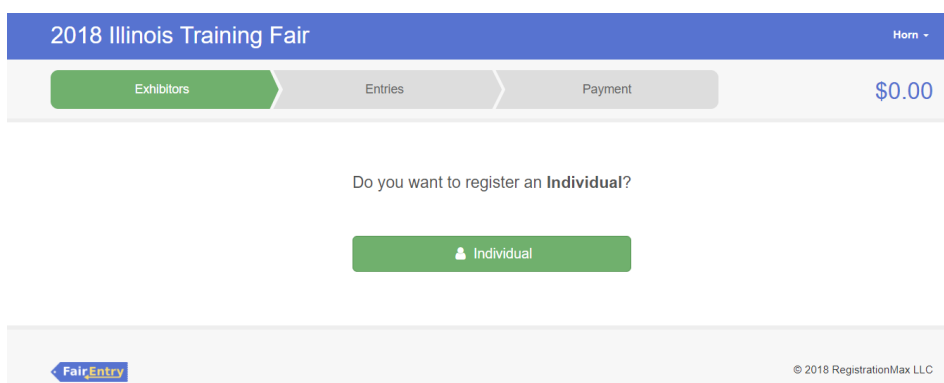 2018 Illinois Training Fair
Horn
Exhibitors
Entries
Payment
$0.00
Do you want to register an Individual?
Individual
FairEntry
© 2018 RegistrationMax LLC